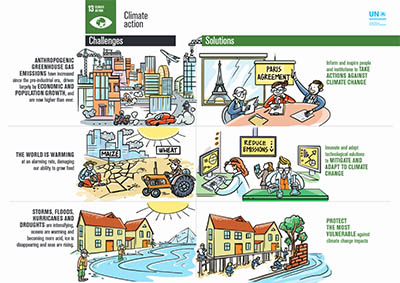 13 CLIMATE
ACTION
Climate
action
UN
Challenges
Solutions
ANTHROPOGENIC
GREENHOUSE GAS
EMISSIONS have increased
since the pre-industrial era, driven
largely by ECONOMIC AND
POPULATION GROWTH, and
are now higher than ever.
PARIS
AGREEMENT
Inform and inspire people
and institutions to TAKE
ACTIONS AGAINST
CLIMATE CHANGE
THE WORLD IS WARMING
at an alarming rate, damaging
our ability to grow food
MAIZE
WHEAT
REDUCE
EMISSIONS
Innovate and adapt
technological solutions
to MITIGATE AND
ADAPT TO CLIMATE
CHANGE
STORMS, FLOODS,
HURRICANES AND
DROUGHTS are intensifying,
oceans are warming and
becoming more acid, ice is
disappearing and seas are rising.
PROTECT
THE MOST
VULNERABLE against
climate change impacts